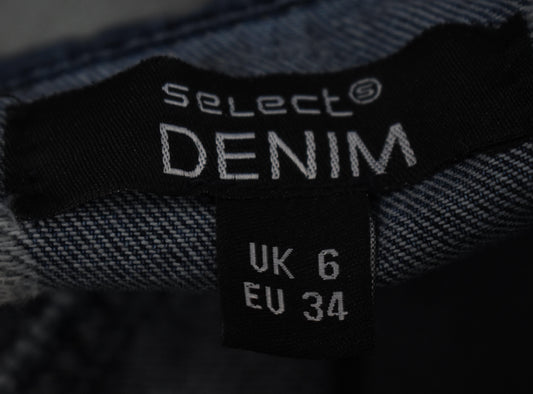 select S
DENIM
UK 6
EU 34